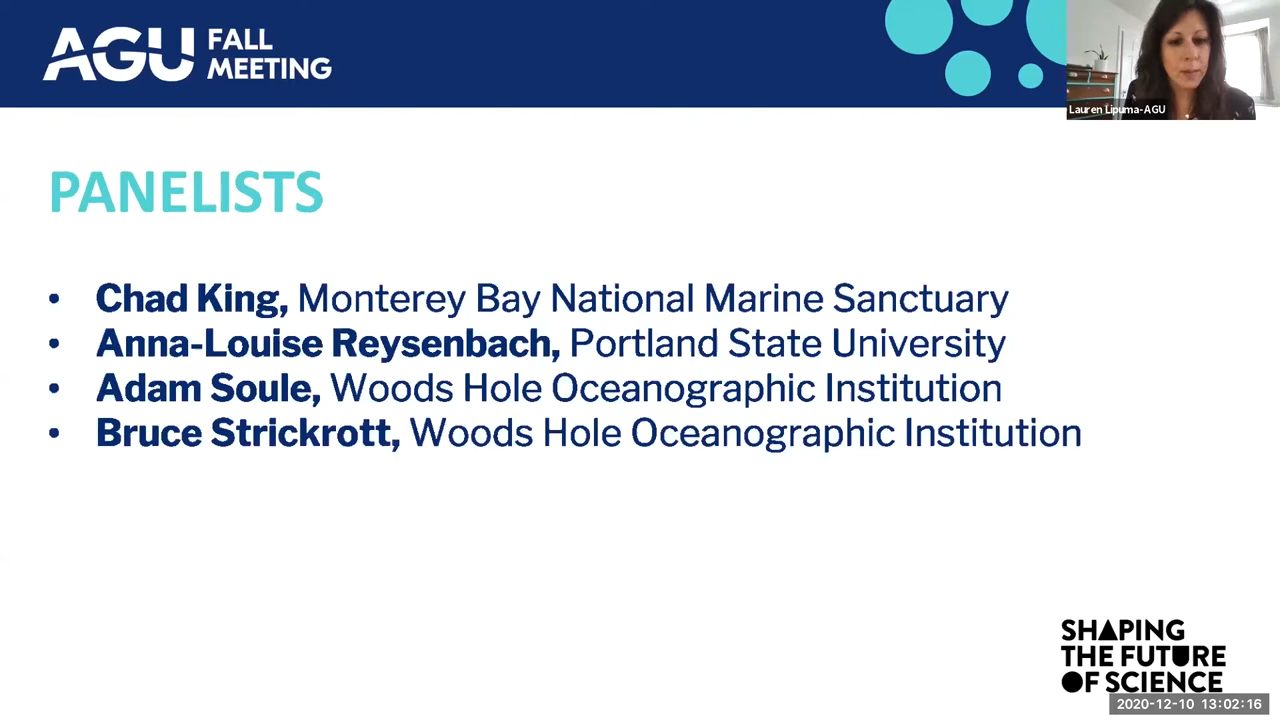 AGU FALL
MEETING
Lauren Lipuma-AGU
PANELISTS
• Chad King, Monterey Bay National Marine Sanctuary
• Anna-Louise Reysenbach, Portland State University
• Adam Soule, Woods Hole Oceanographic Institution
• Bruce Strickrott, Woods Hole Oceanographic Institution
SHAPING
THE FUTURE
OF SCIENCE
2020-12-10 13:02:16